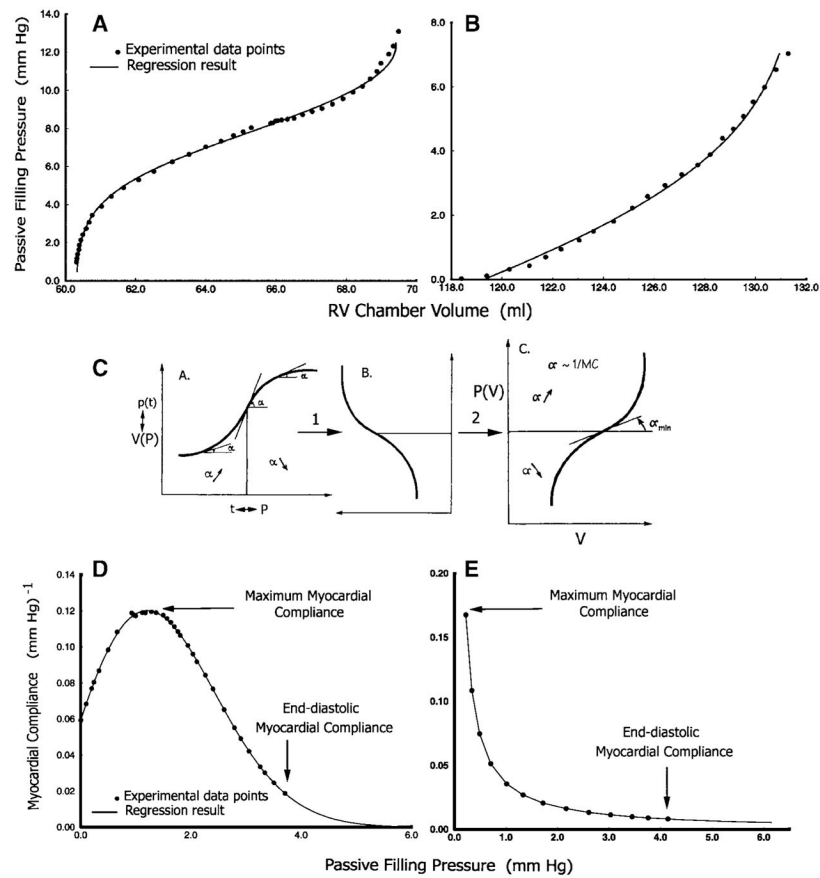 A
Experimental data points
Regression result
14.0
12.0
10.0
8.0
6.0
4.0
2.0
0.0
60.0
62.0
64.0
66.0
68.0
70
Passive Filling Pressure (mm Hg)
B
8.0
6.0
4.0
2.0
0.0
118.0
120.0
122.0
124.0
126.0
128.0
130.0
132.0
RV Chamber Volume (ml)
C
A.
p(t)
V(P)
α
α
α
α
α
t
P
1
B.
2
C.
P(V)
α ~ 1/MC
α
αmin
α
V
D
0.14
0.12
0.10
0.08
0.06
0.04
0.02
0.00
0.0
2.0
4.0
6.0
Myocardial Compliance (mm Hg)-1
Maximum Myocardial
Compliance
End-diastolic
Myocardial Compliance
Experimental data points
Regression result
E
0.20
0.15
0.10
0.05
0.00
0.0
1.0
2.0
3.0
4.0
5.0
6.0
Maximum Myocardial
Compliance
End-diastolic
Myocardial Compliance
Passive Filling Pressure (mm Hg)